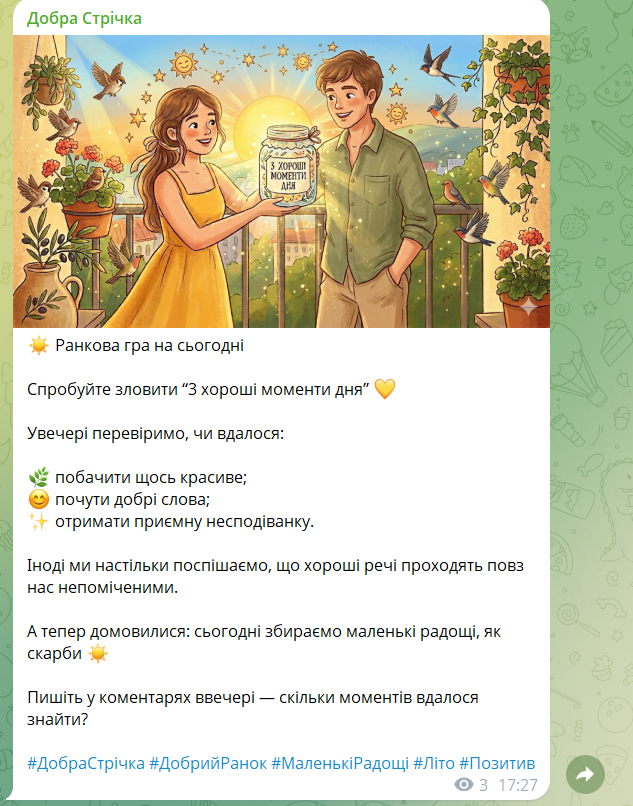 Добра Стрічка
3 ХОРОШІ
МОМЕНТИ
ДНЯ
☀️ Ранкова гра на сьогодні
Спробуйте зловити “3 хороші моменти дня” 💛
Увечері перевіримо, чи вдалося:
🌿 побачити щось красиве;
😊 почути добрі слова;
✨ отримати приємну несподіванку.
Іноді ми настільки поспішаємо, що хороші речі проходять повз
нас непоміченими.
А тепер домовилися: сьогодні збираємо маленькі радощі, як
скарби ☀️
Пишіть у коментарях ввечері — скільки моментів вдалося
знайти?
#ДобраСтрічка #ДобрийРанок #МаленькіРадощі #Літо #Позитив
3 17:27